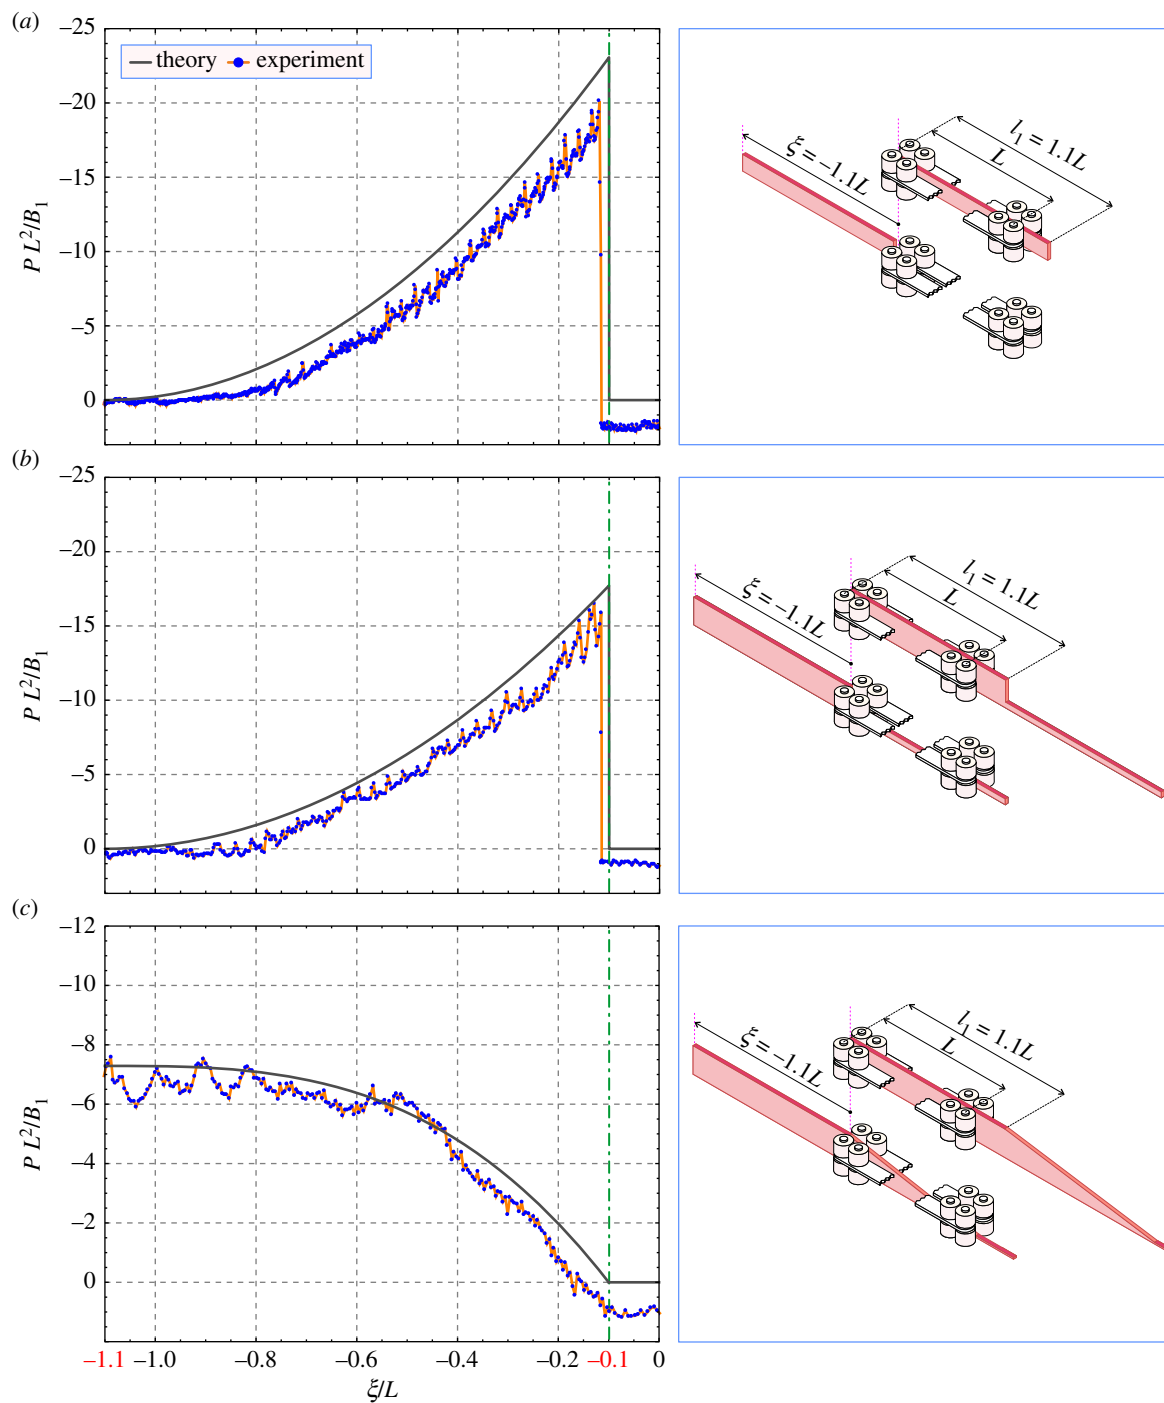 (a)
–25
–20
–15
–10
–5
0
P L²/B₁
theory experiment
ξ = –1.1L
l₁ = 1.1L
L
(b)
–25
–20
–15
–10
–5
0
P L²/B₁
ξ = –1.1L
l₁ = 1.1L
L
(c)
–12
–10
–8
–6
–4
–2
0
P L²/B₁
–1.1 –1.0 –0.8 –0.6 –0.4 –0.2 –0.1 0
ξ/L
ξ = –1.1L
l₁ = 1.1L
L